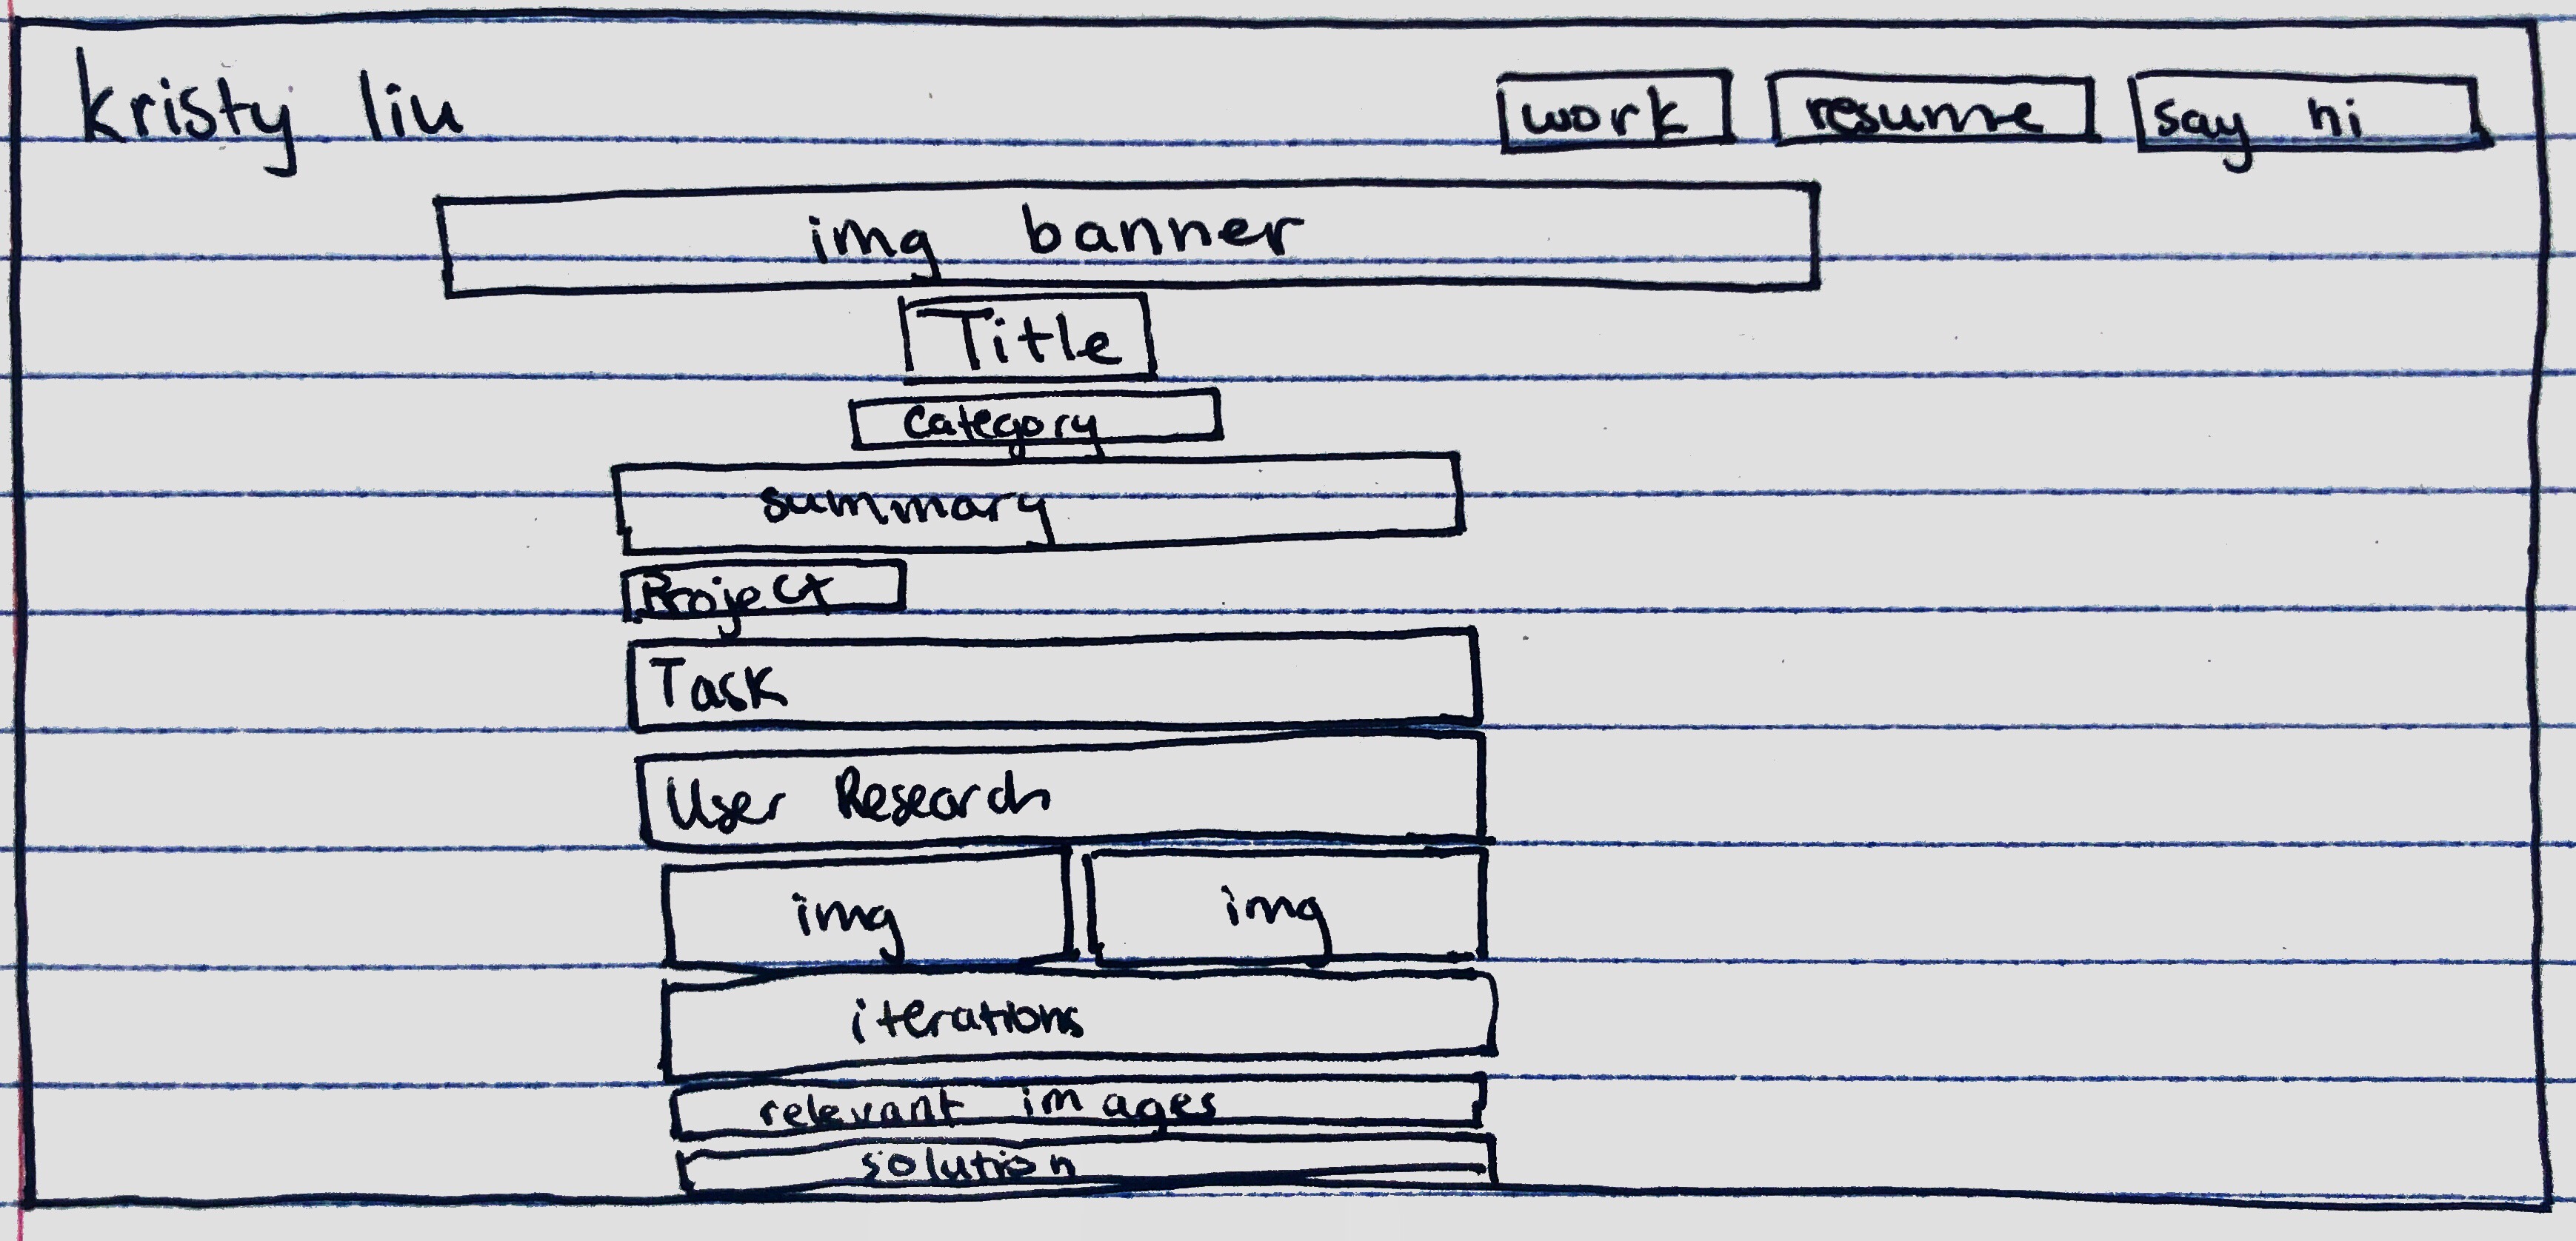 kristy liu work resume say hi
img banner
Title
Category
summary
Project
Task
User Research
img img
iterations
relevant images
solution